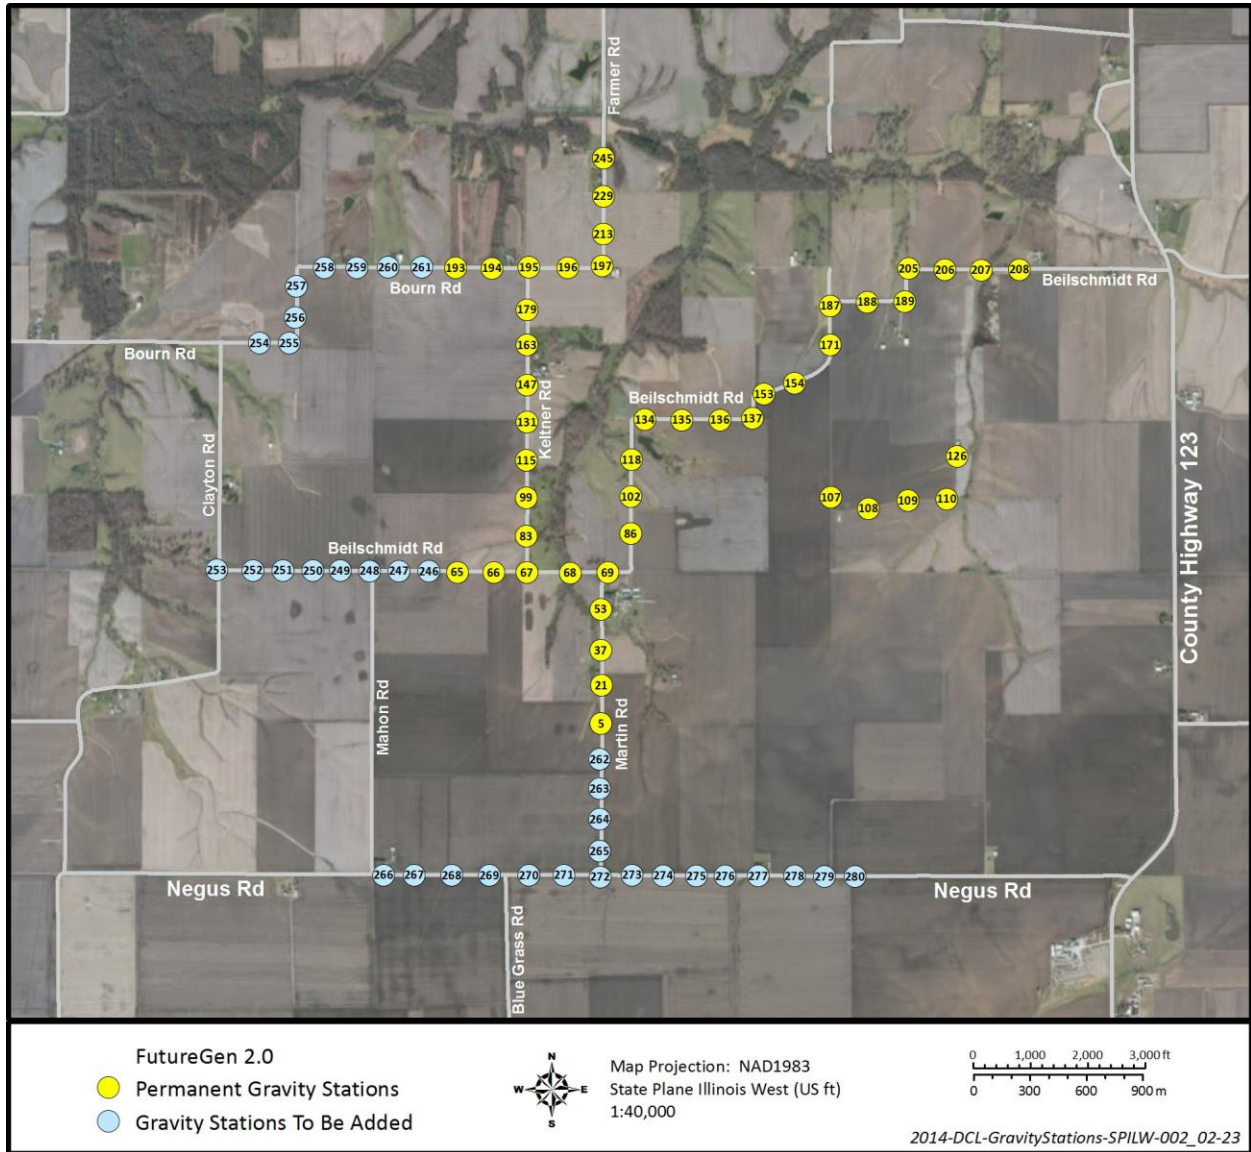 Farmer Rd
245
229
213
258 259 260 261 193 194 195 196 197
205 206 207 208
Bourn Rd
Beilschmidt Rd
257
256
179
187 188 189
254 255
Bourn Rd
163
171
147
Keltner Rd
153 154
Beilschmidt Rd
131
134 135 136 137
Clayton Rd
115
118
126
99
102
107 108 109 110
83
86
Beilschmidt Rd
253 252 251 250 249 248 247 246 65 66 67 68 69
County Highway 123
53
37
21
5
Mahon Rd
Martin Rd
262
263
264
265
266 267 268 269 270 271 272 273 274 275 276 277 278 279 280
Negus Rd
Negus Rd
Blue Grass Rd
FutureGen 2.0
Permanent Gravity Stations
Gravity Stations To Be Added
N
W E
S
Map Projection: NAD1983
State Plane Illinois West (US ft)
1:40,000
0 1,000 2,000 3,000 ft
0 300 600 900 m
2014-DCL-GravityStations-SPILW-002_02-23